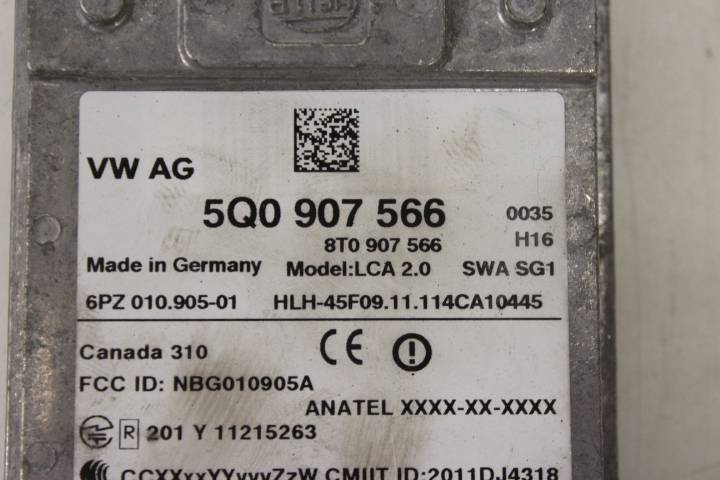 HELLA
VW AG
5Q0 907 566
0035
8T0 907 566
H16
Made in Germany Model:LCA 2.0 SWA SG1
6PZ 010.905-01 HLH-45F09.11.114CA10445
Canada 310
CE
FCC ID: NBG010905A
ANATEL XXXX-XX-XXXX
R 201 Y 11215263
CCXXxxYYyyyZzW CMIIT ID:2011DJ4318